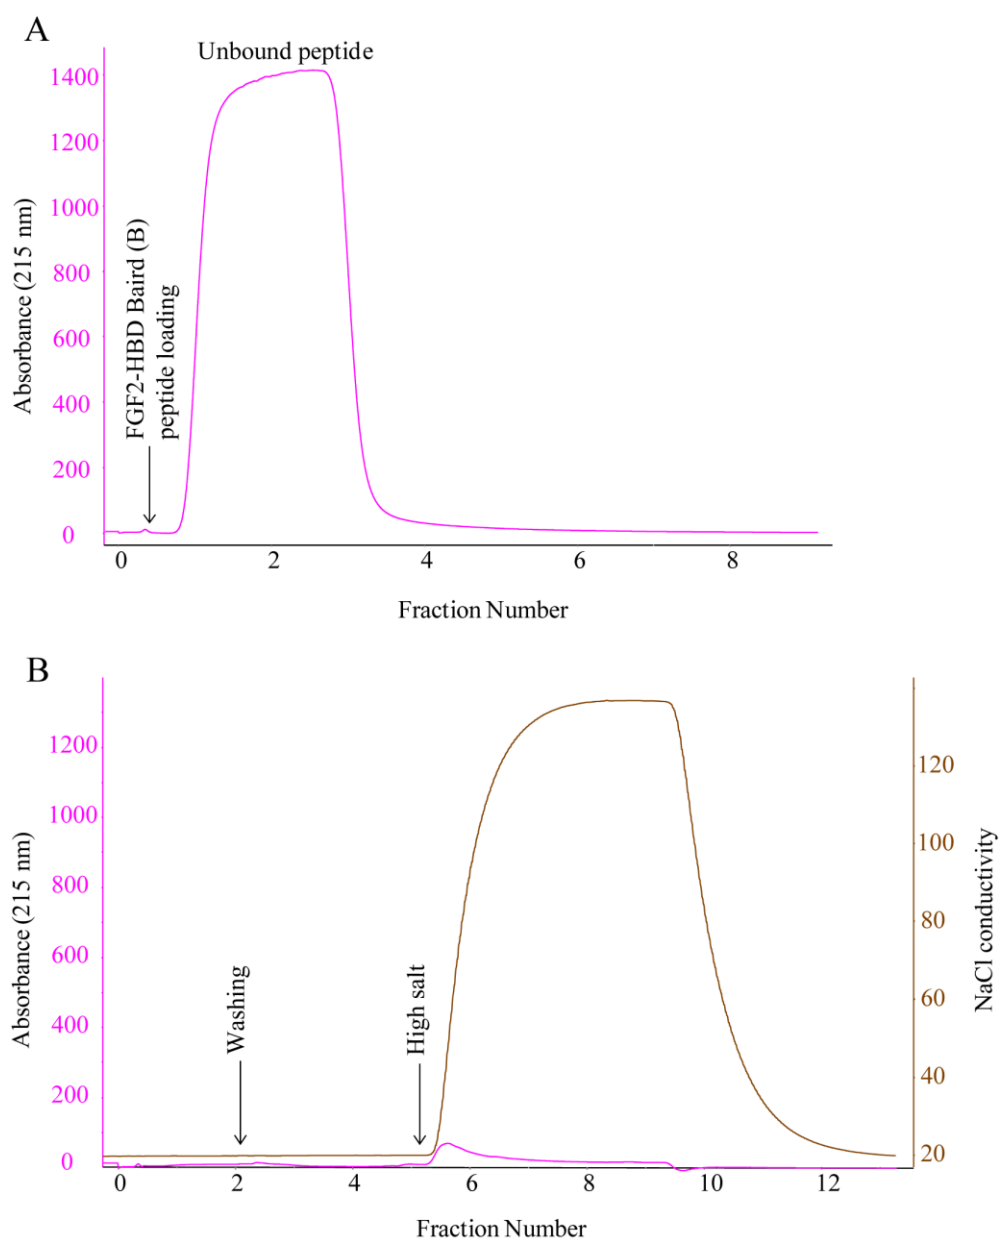 A
Unbound peptide
1400
1200
1000
800
600
400
200
0
Absorbance (215 nm)
FGF2-HBD Baird (B)
peptide loading
0 2 4 6 8
Fraction Number
B
1200
1000
800
600
400
200
0
Absorbance (215 nm)
Washing
High salt
120
100
80
60
40
20
NaCl conductivity
0 2 4 6 8 10 12
Fraction Number